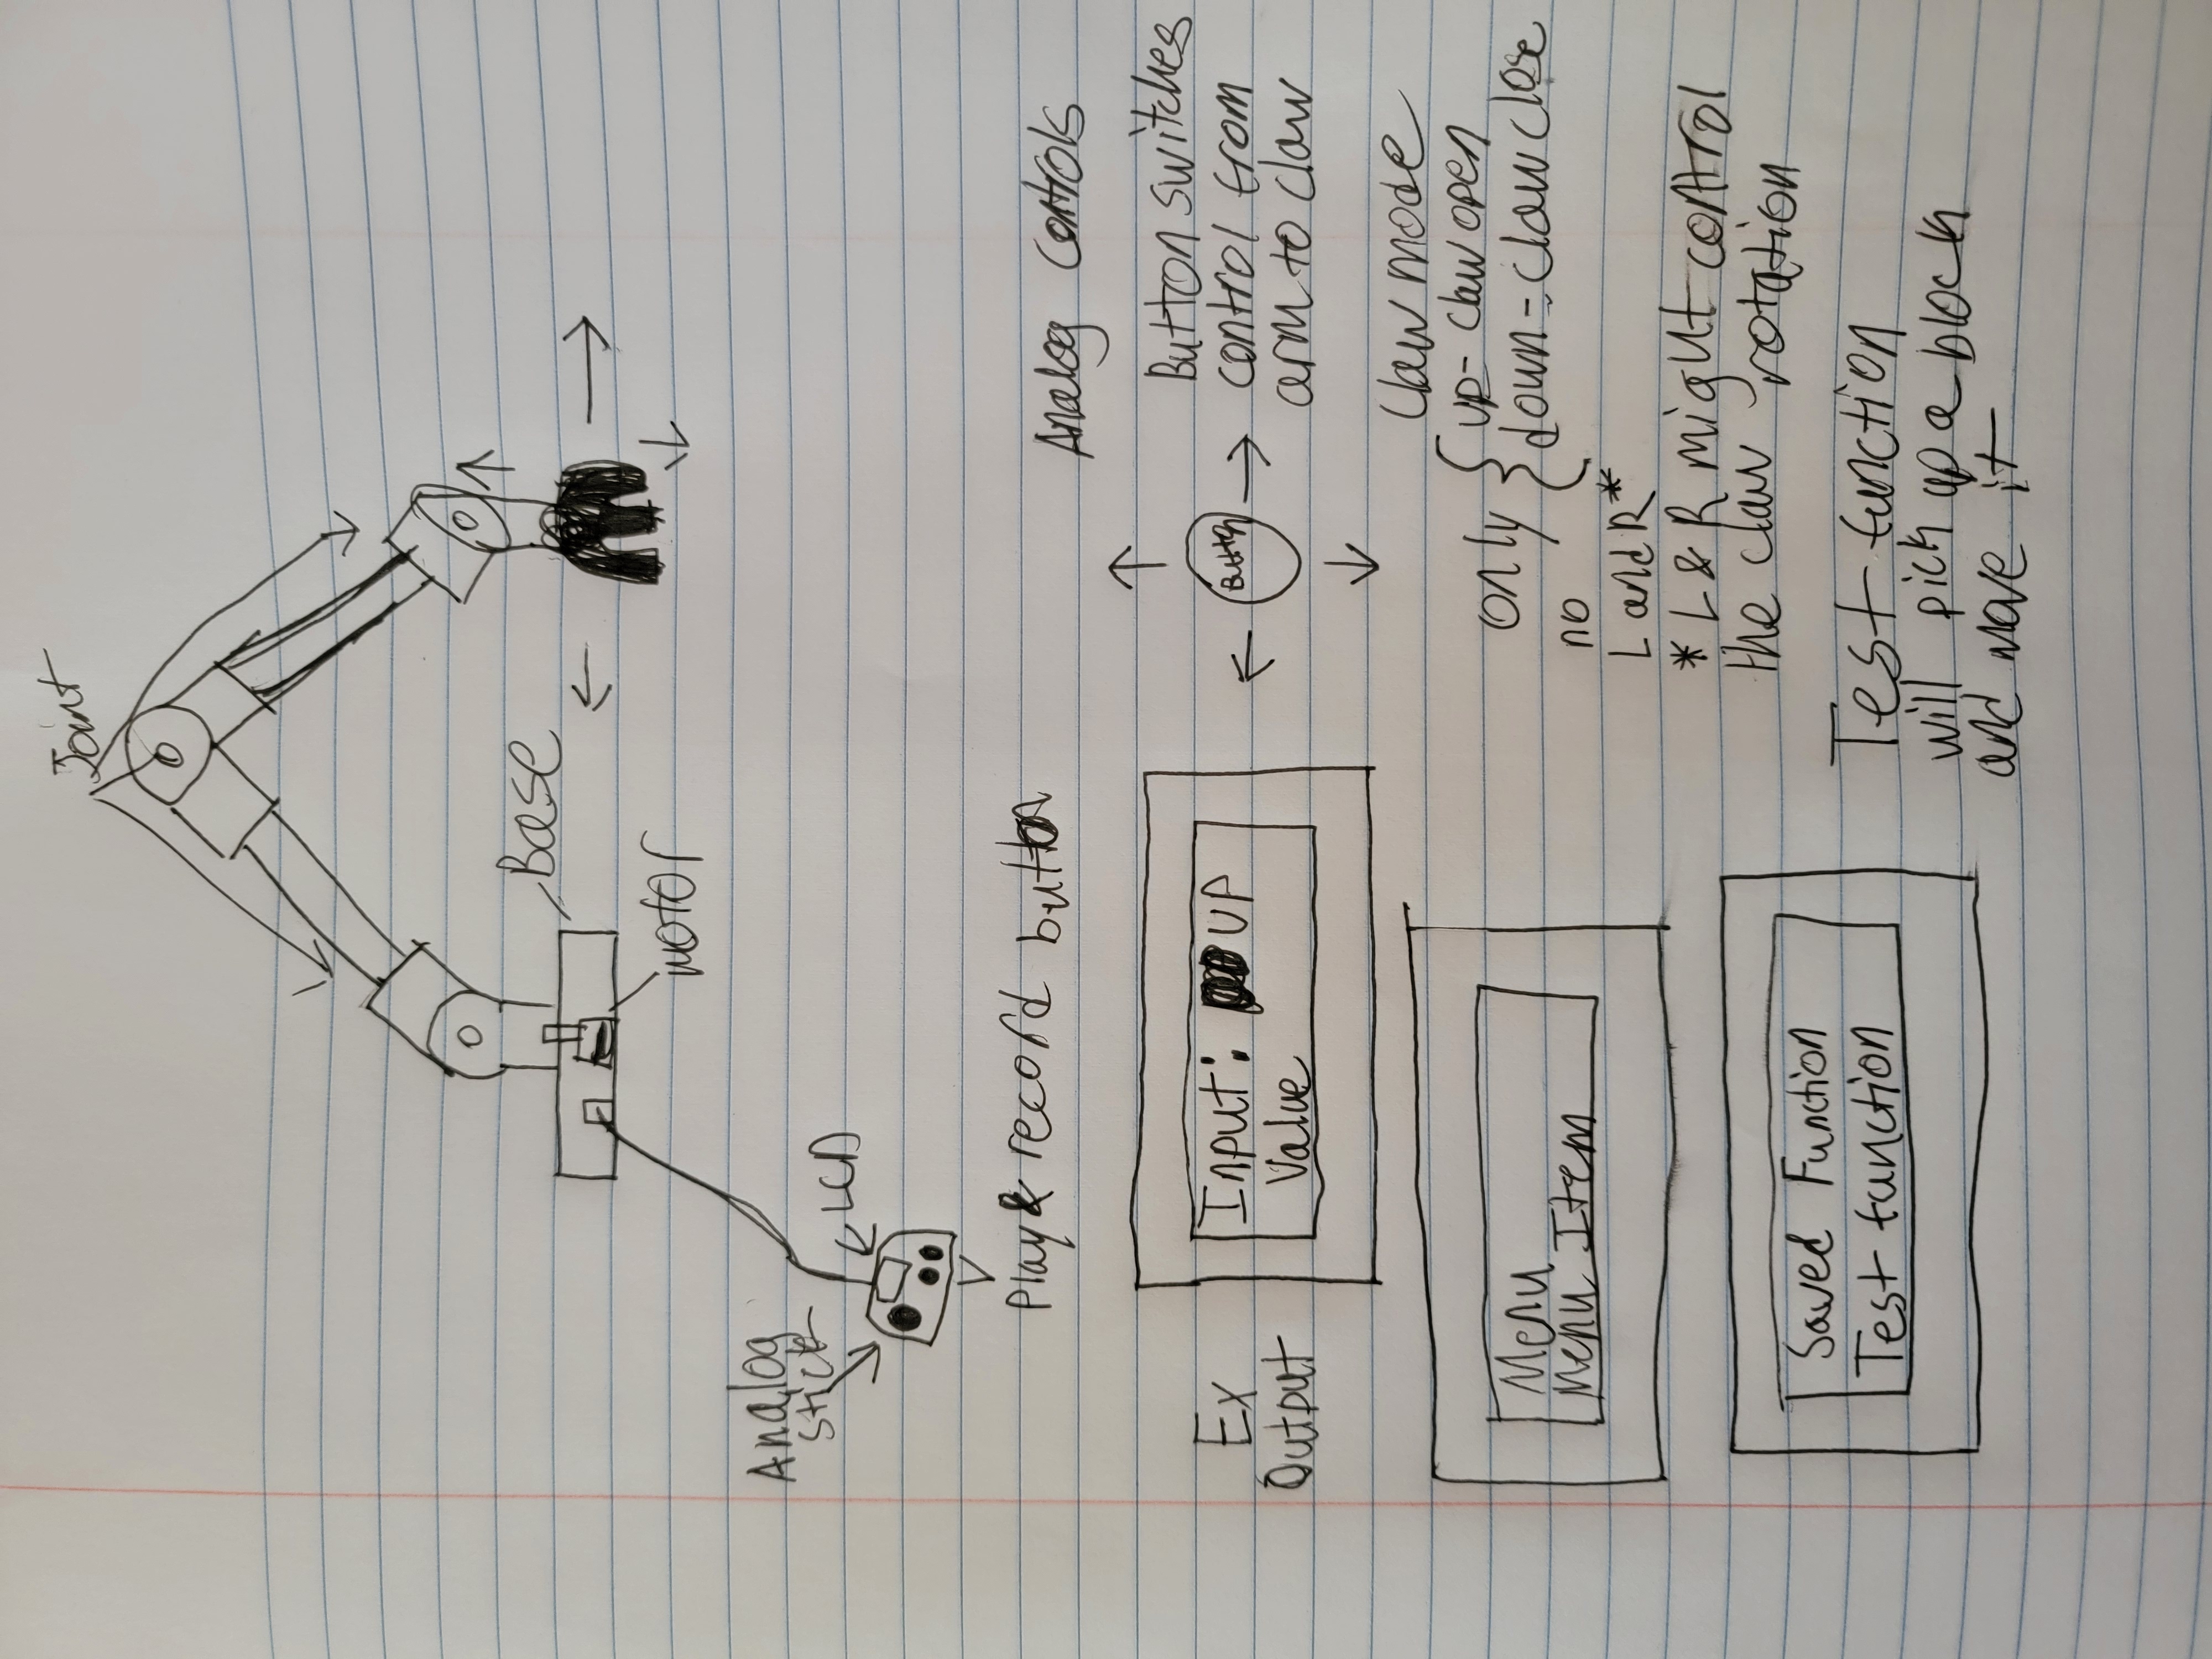 Joint
Base
motor
Analog
stick
LCD
Play & record button
Analog Controls
Ex
Output
Input: UP
Value
Button
Button switches
control from
arm to claw
Menu
Menu Item
Claw mode
only
up - claw open
down - claw close
no
L and R*
* L & R might control
the claw rotation
Saved Function
Test function
Test function
will pick up a block
and move it